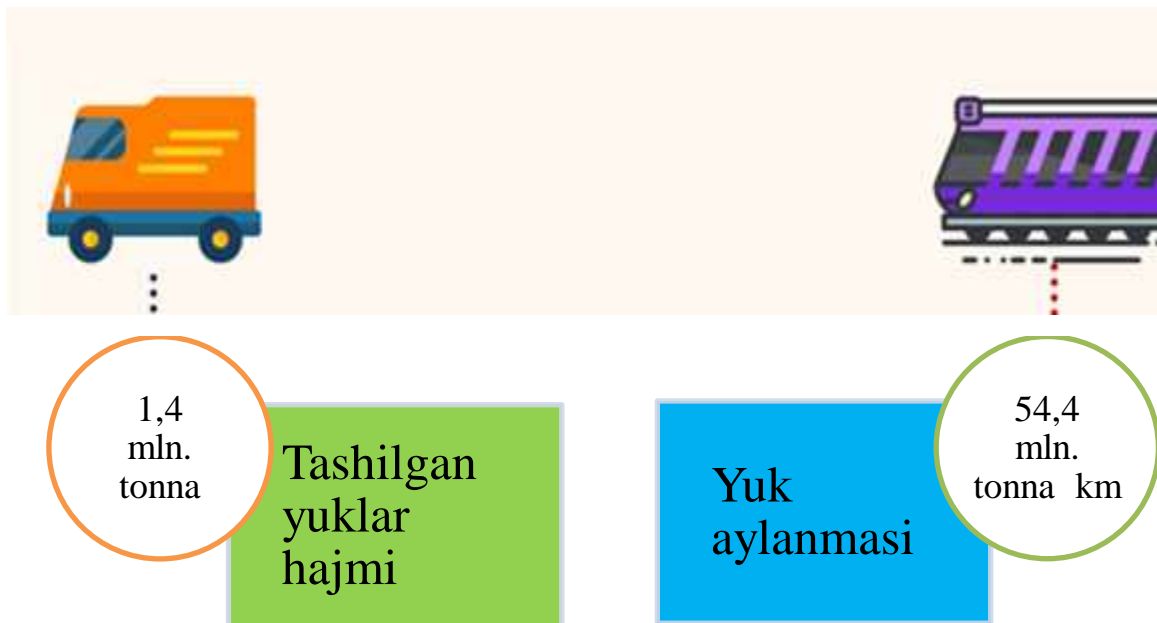 1,4
mln.
tonna
Tashilgan
yuklar
hajmi
Yuk
aylanmasi
54,4
mln.
tonna km